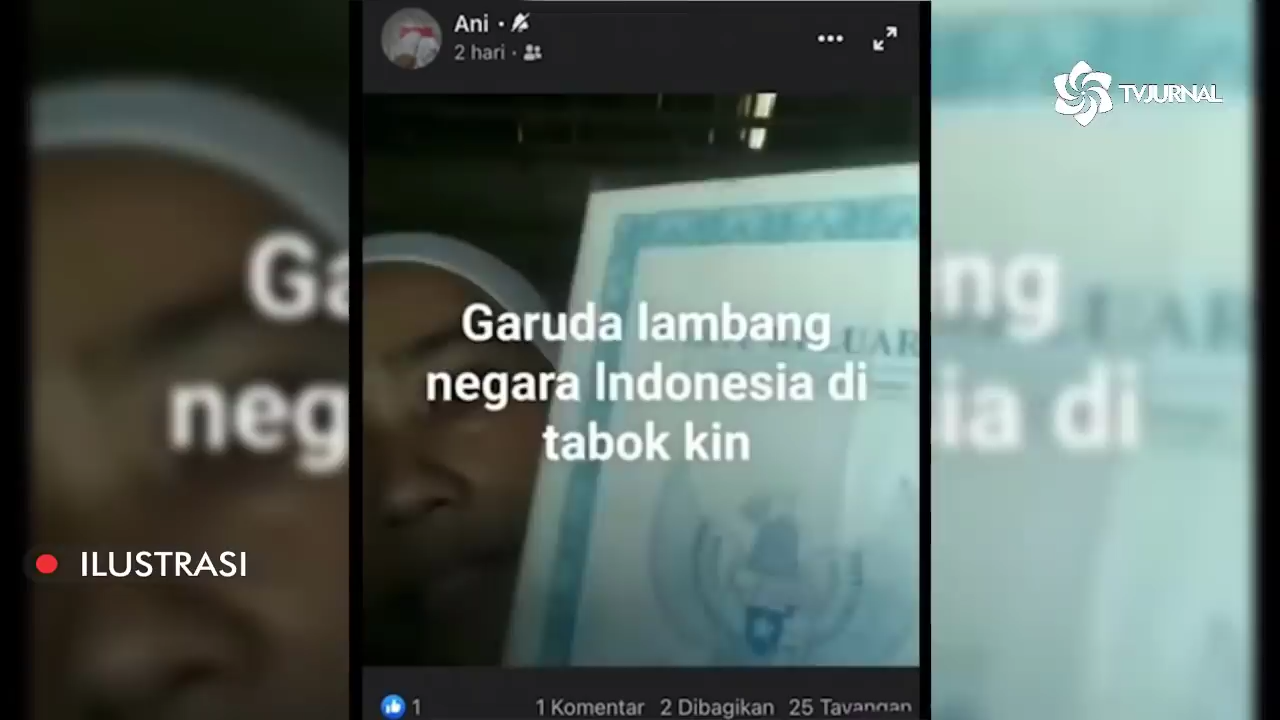 Ani
2 hari
TVJURNAL
Garuda lambang
negara Indonesia di
tabok kin
ILUSTRASI
1
1 Komentar 2 Dibagikan 25 Tayangan